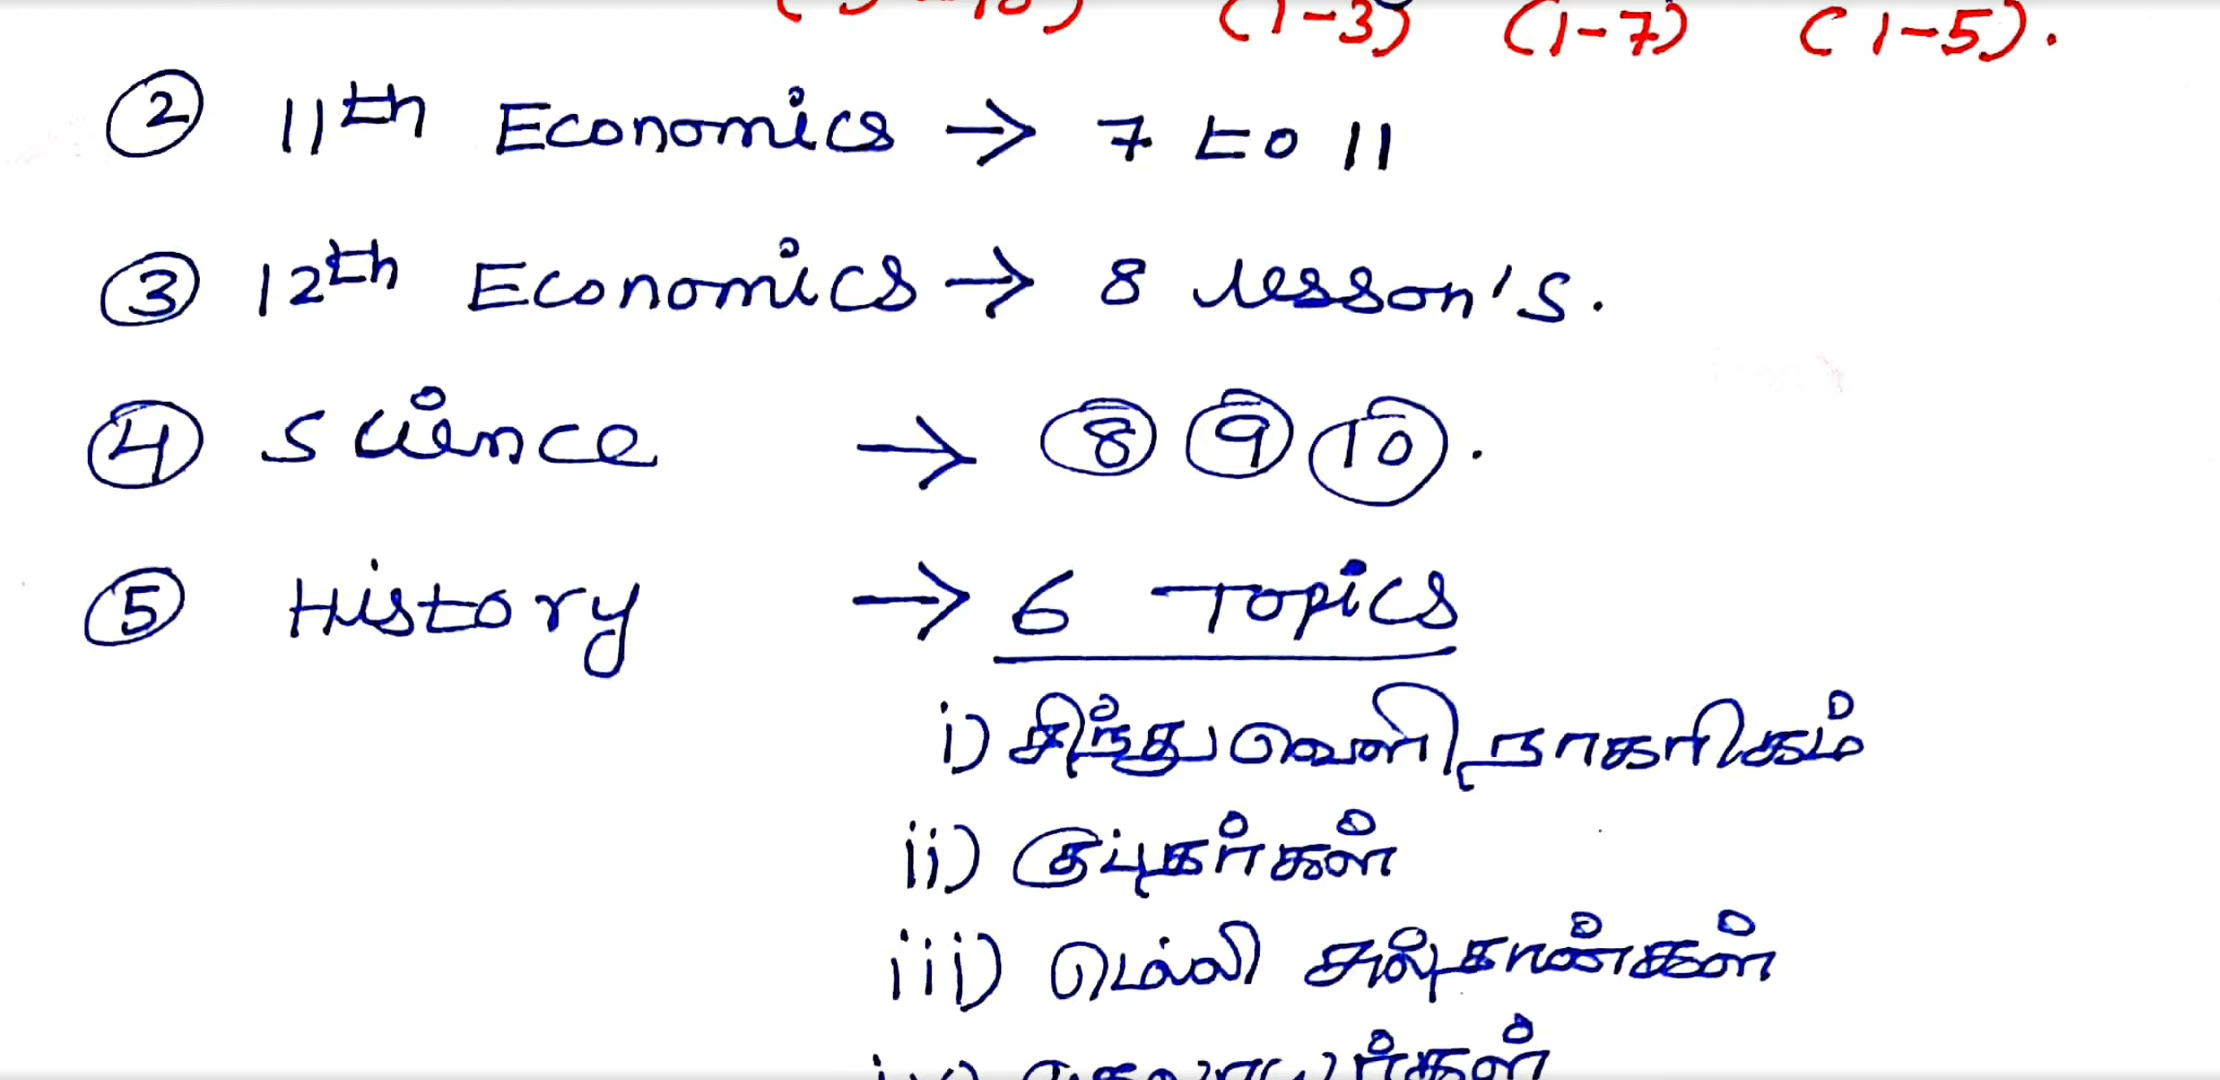 (1-3) (1-7) (1-5).
② 11th Economics → 7 to 11
③ 12th Economics → 8 lesson's.
④ Science → ⑧ ⑨ ⑩.
⑤ History → 6 Topics
i) சிந்துவெளி நாகரிகம்
ii) குப்தர்கள்
iii) டெல்லி சுல்தான்கள்